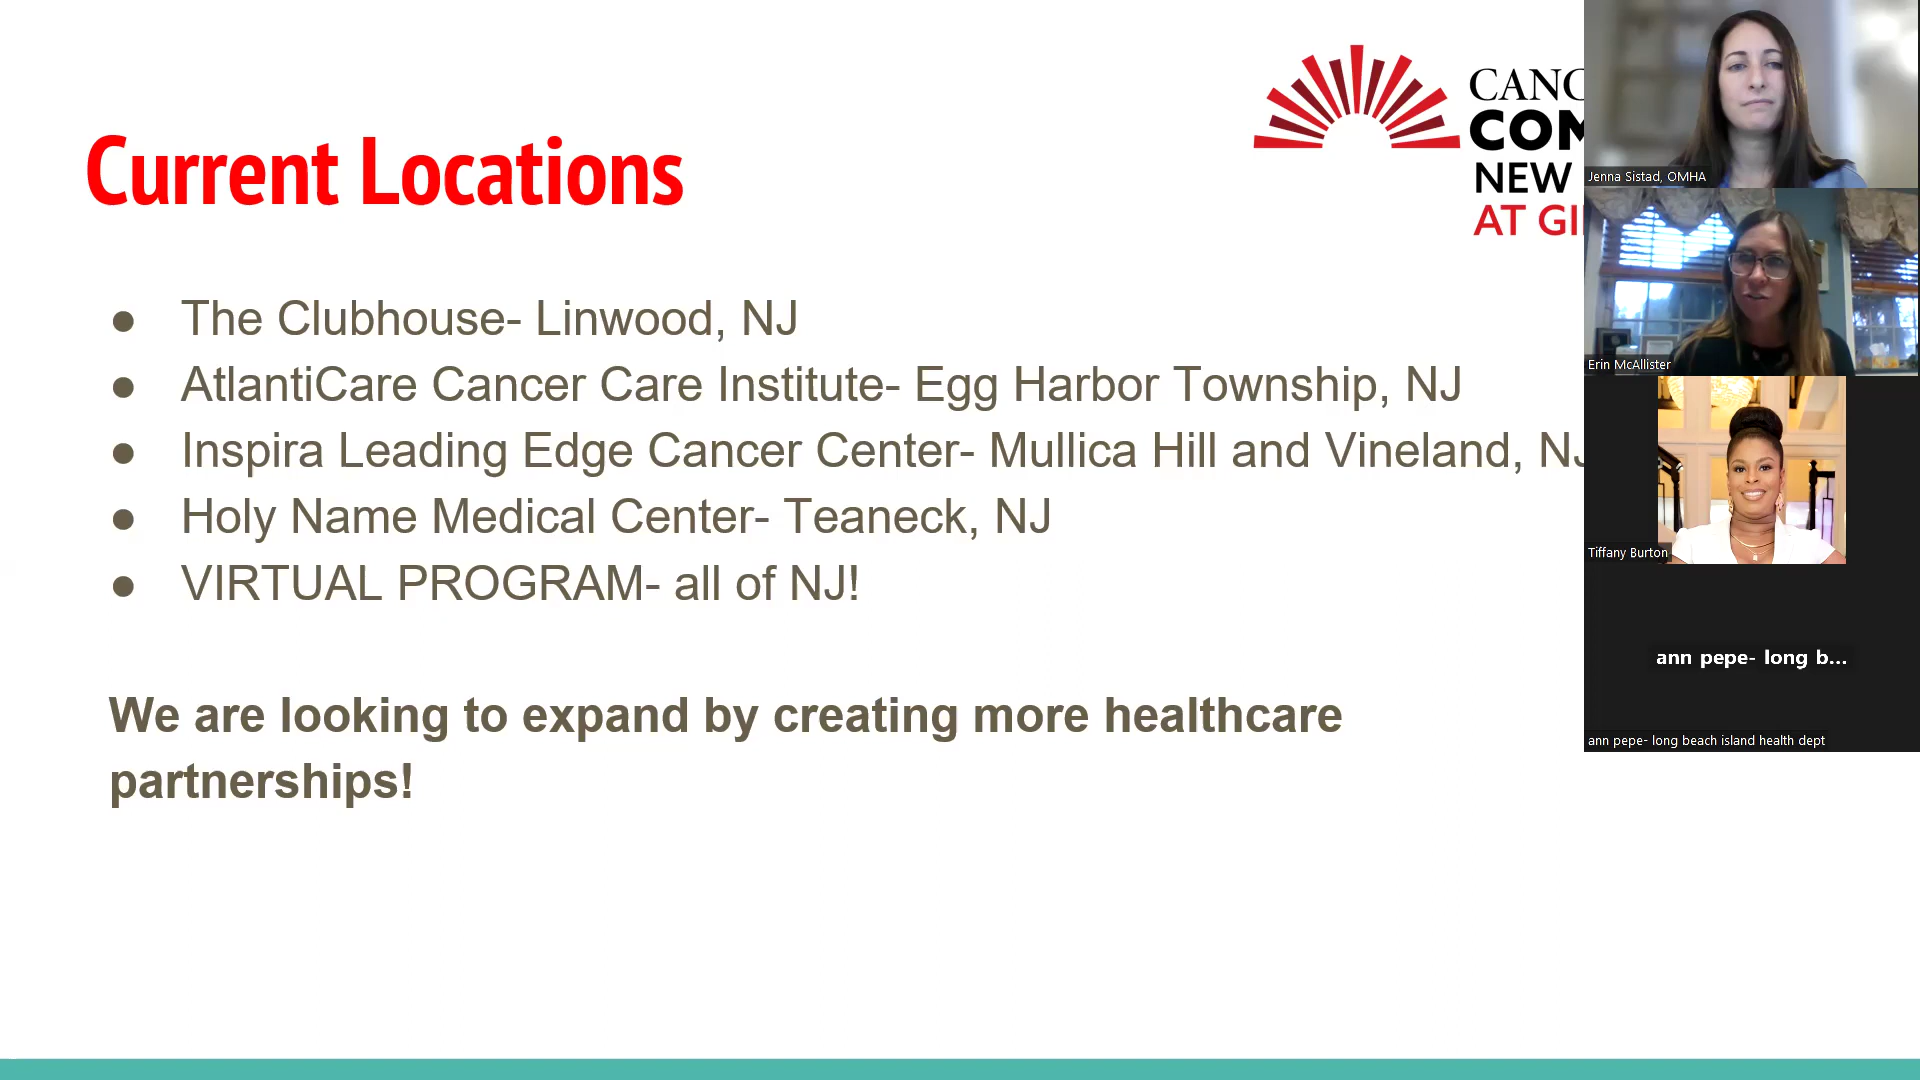 Current Locations
NEW
AT
● The Clubhouse- Linwood, NJ
● AtlantiCare Cancer Care Institute- Egg Harbor Township, NJ
● Inspira Leading Edge Cancer Center- Mullica Hill and Vineland, NJ
● Holy Name Medical Center- Teaneck, NJ
● VIRTUAL PROGRAM- all of NJ!
We are looking to expand by creating more healthcare
partnerships!
Jenna Sistad, OMHA
Erin McAllister
Tiffany Burton
ann pepe- long b...
ann pepe- long beach island health dept